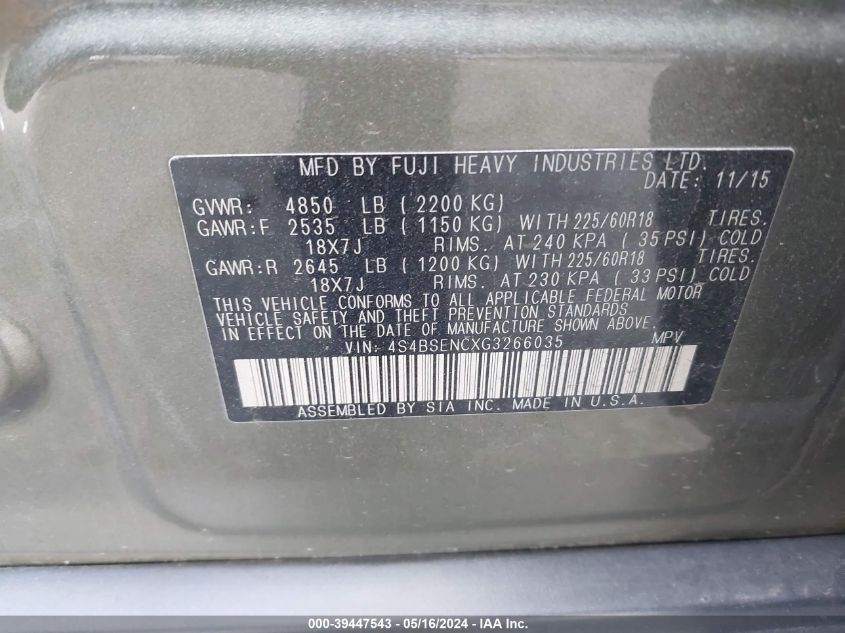 MFD BY FUJI HEAVY INDUSTRIES LTD.
DATE: 11/15
GVWR: 4850 LB ( 2200 KG)
GAWR:F 2535 LB ( 1150 KG) WITH 225/60R18 TIRES.
18X7J RIMS. AT 240 KPA ( 35 PSI) COLD
GAWR:R 2645 LB ( 1200 KG) WITH 225/60R18 TIRES.
18X7J RIMS. AT 230 KPA ( 33 PSI) COLD
THIS VEHICLE CONFORMS TO ALL APPLICABLE FEDERAL MOTOR
VEHICLE SAFETY AND THEFT PREVENTION STANDARDS
IN EFFECT ON THE DATE OF MANUFACTURE SHOWN ABOVE.
VIN: 4S4BSENCXG3266035 MPV
ASSEMBLED BY SIA INC. MADE IN U.S.A.
000-39447543 - 05/16/2024 - IAA Inc.